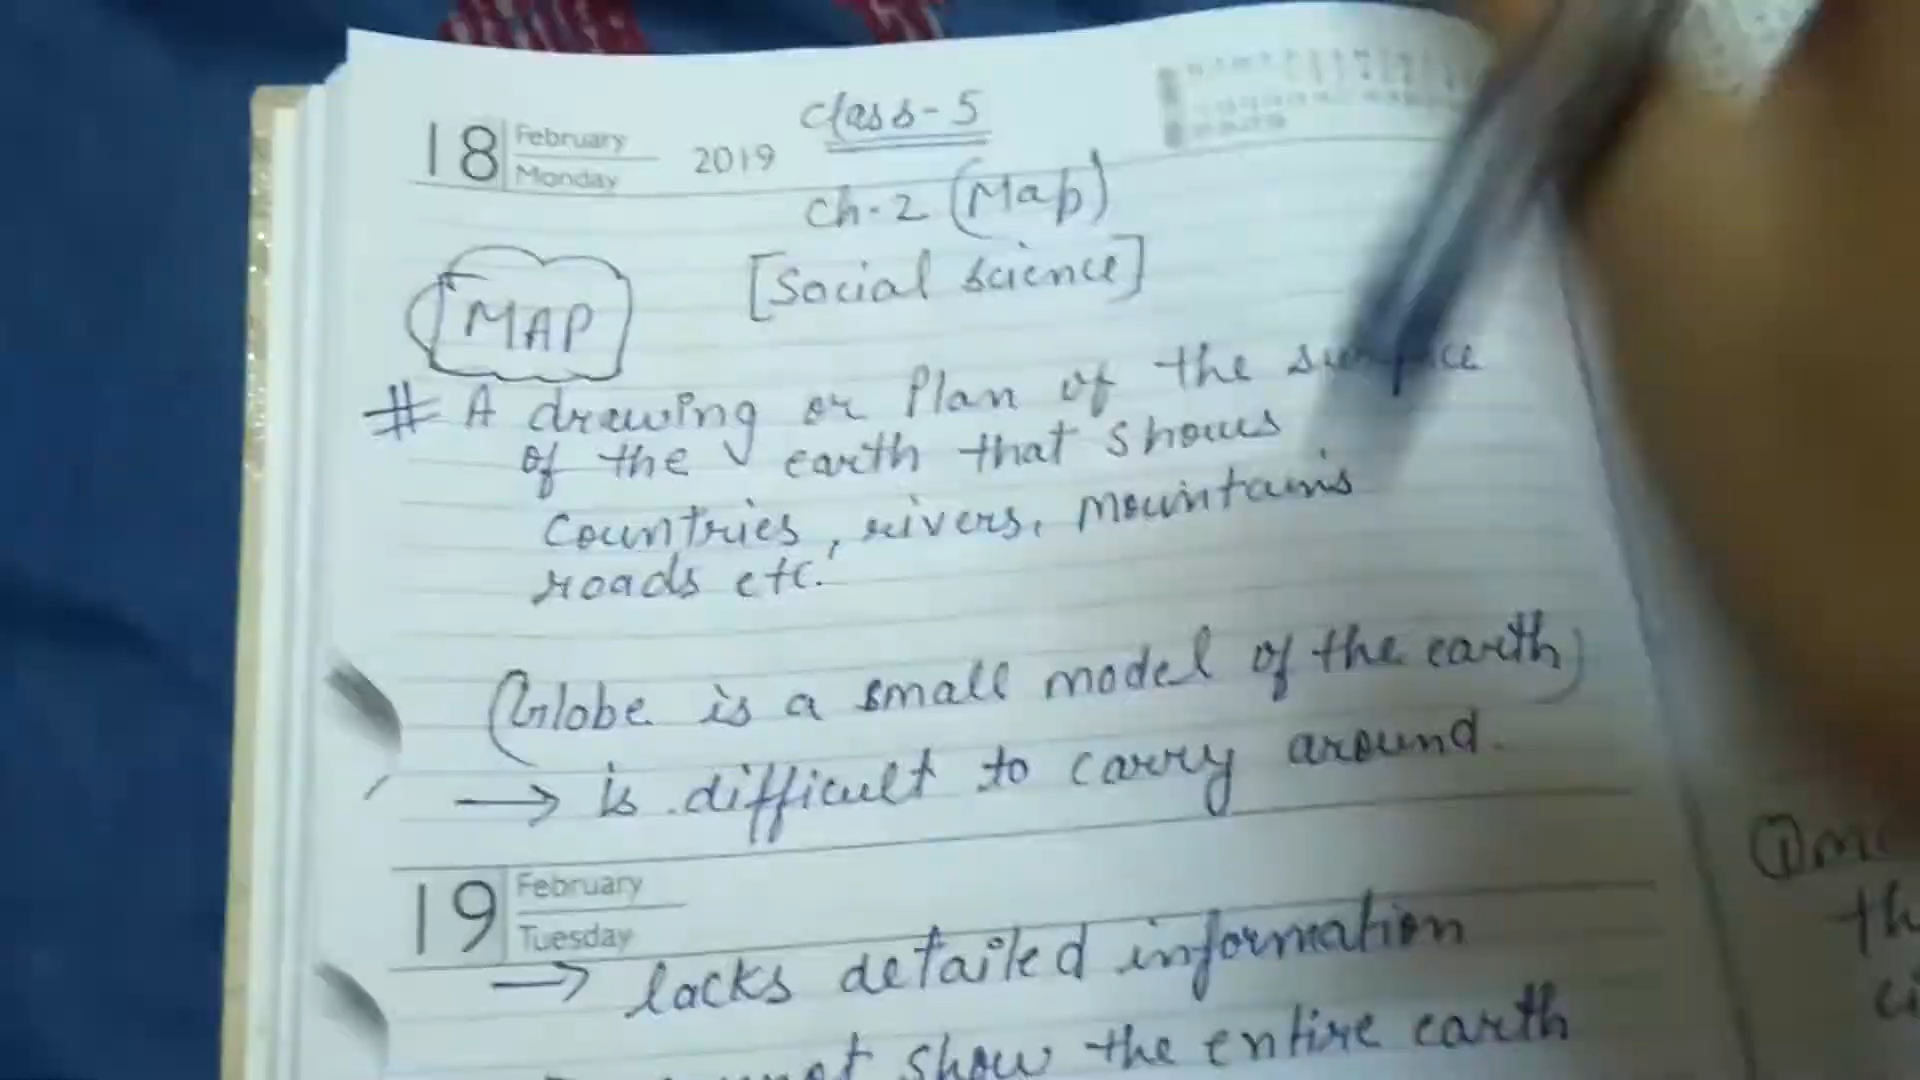 class-5
18 February Monday 2019
Ch-2 (Map)
[Social science]
MAP
# A drawing or Plan of the surface
of the earth that shows
Countries, rivers, mountains
roads etc.
(Globe is a small model of the earth)
→ is difficult to carry around.
19 February Tuesday
→ lacks detailed information
show the entire earth